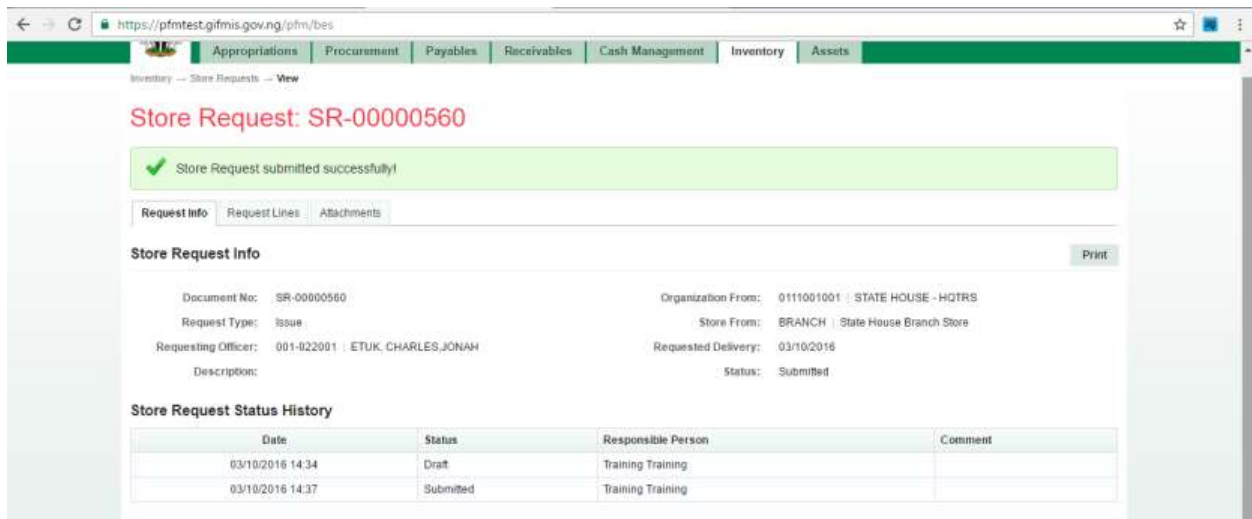 https://pfmtest.gifmis.gov.ng/pfm/bes
Appropriations Procurement Payables Receivables Cash Management Inventory Assets
Inventory → Store Requests → View
Store Request: SR-00000560
Store Request submitted successfully!
Request Info Request Lines Attachments
Store Request Info Print
Document No: SR-00000560 Organization From: 0111001001 | STATE HOUSE - HQTRS
Request Type: Issue Store From: BRANCH | State House Branch Store
Requesting Officer: 001-022001 | ETUK, CHARLES,JONAH Requested Delivery: 03/10/2016
Description: Status: Submitted
Store Request Status History
Date Status Responsible Person Comment
03/10/2016 14:34 Draft Training Training
03/10/2016 14:37 Submitted Training Training